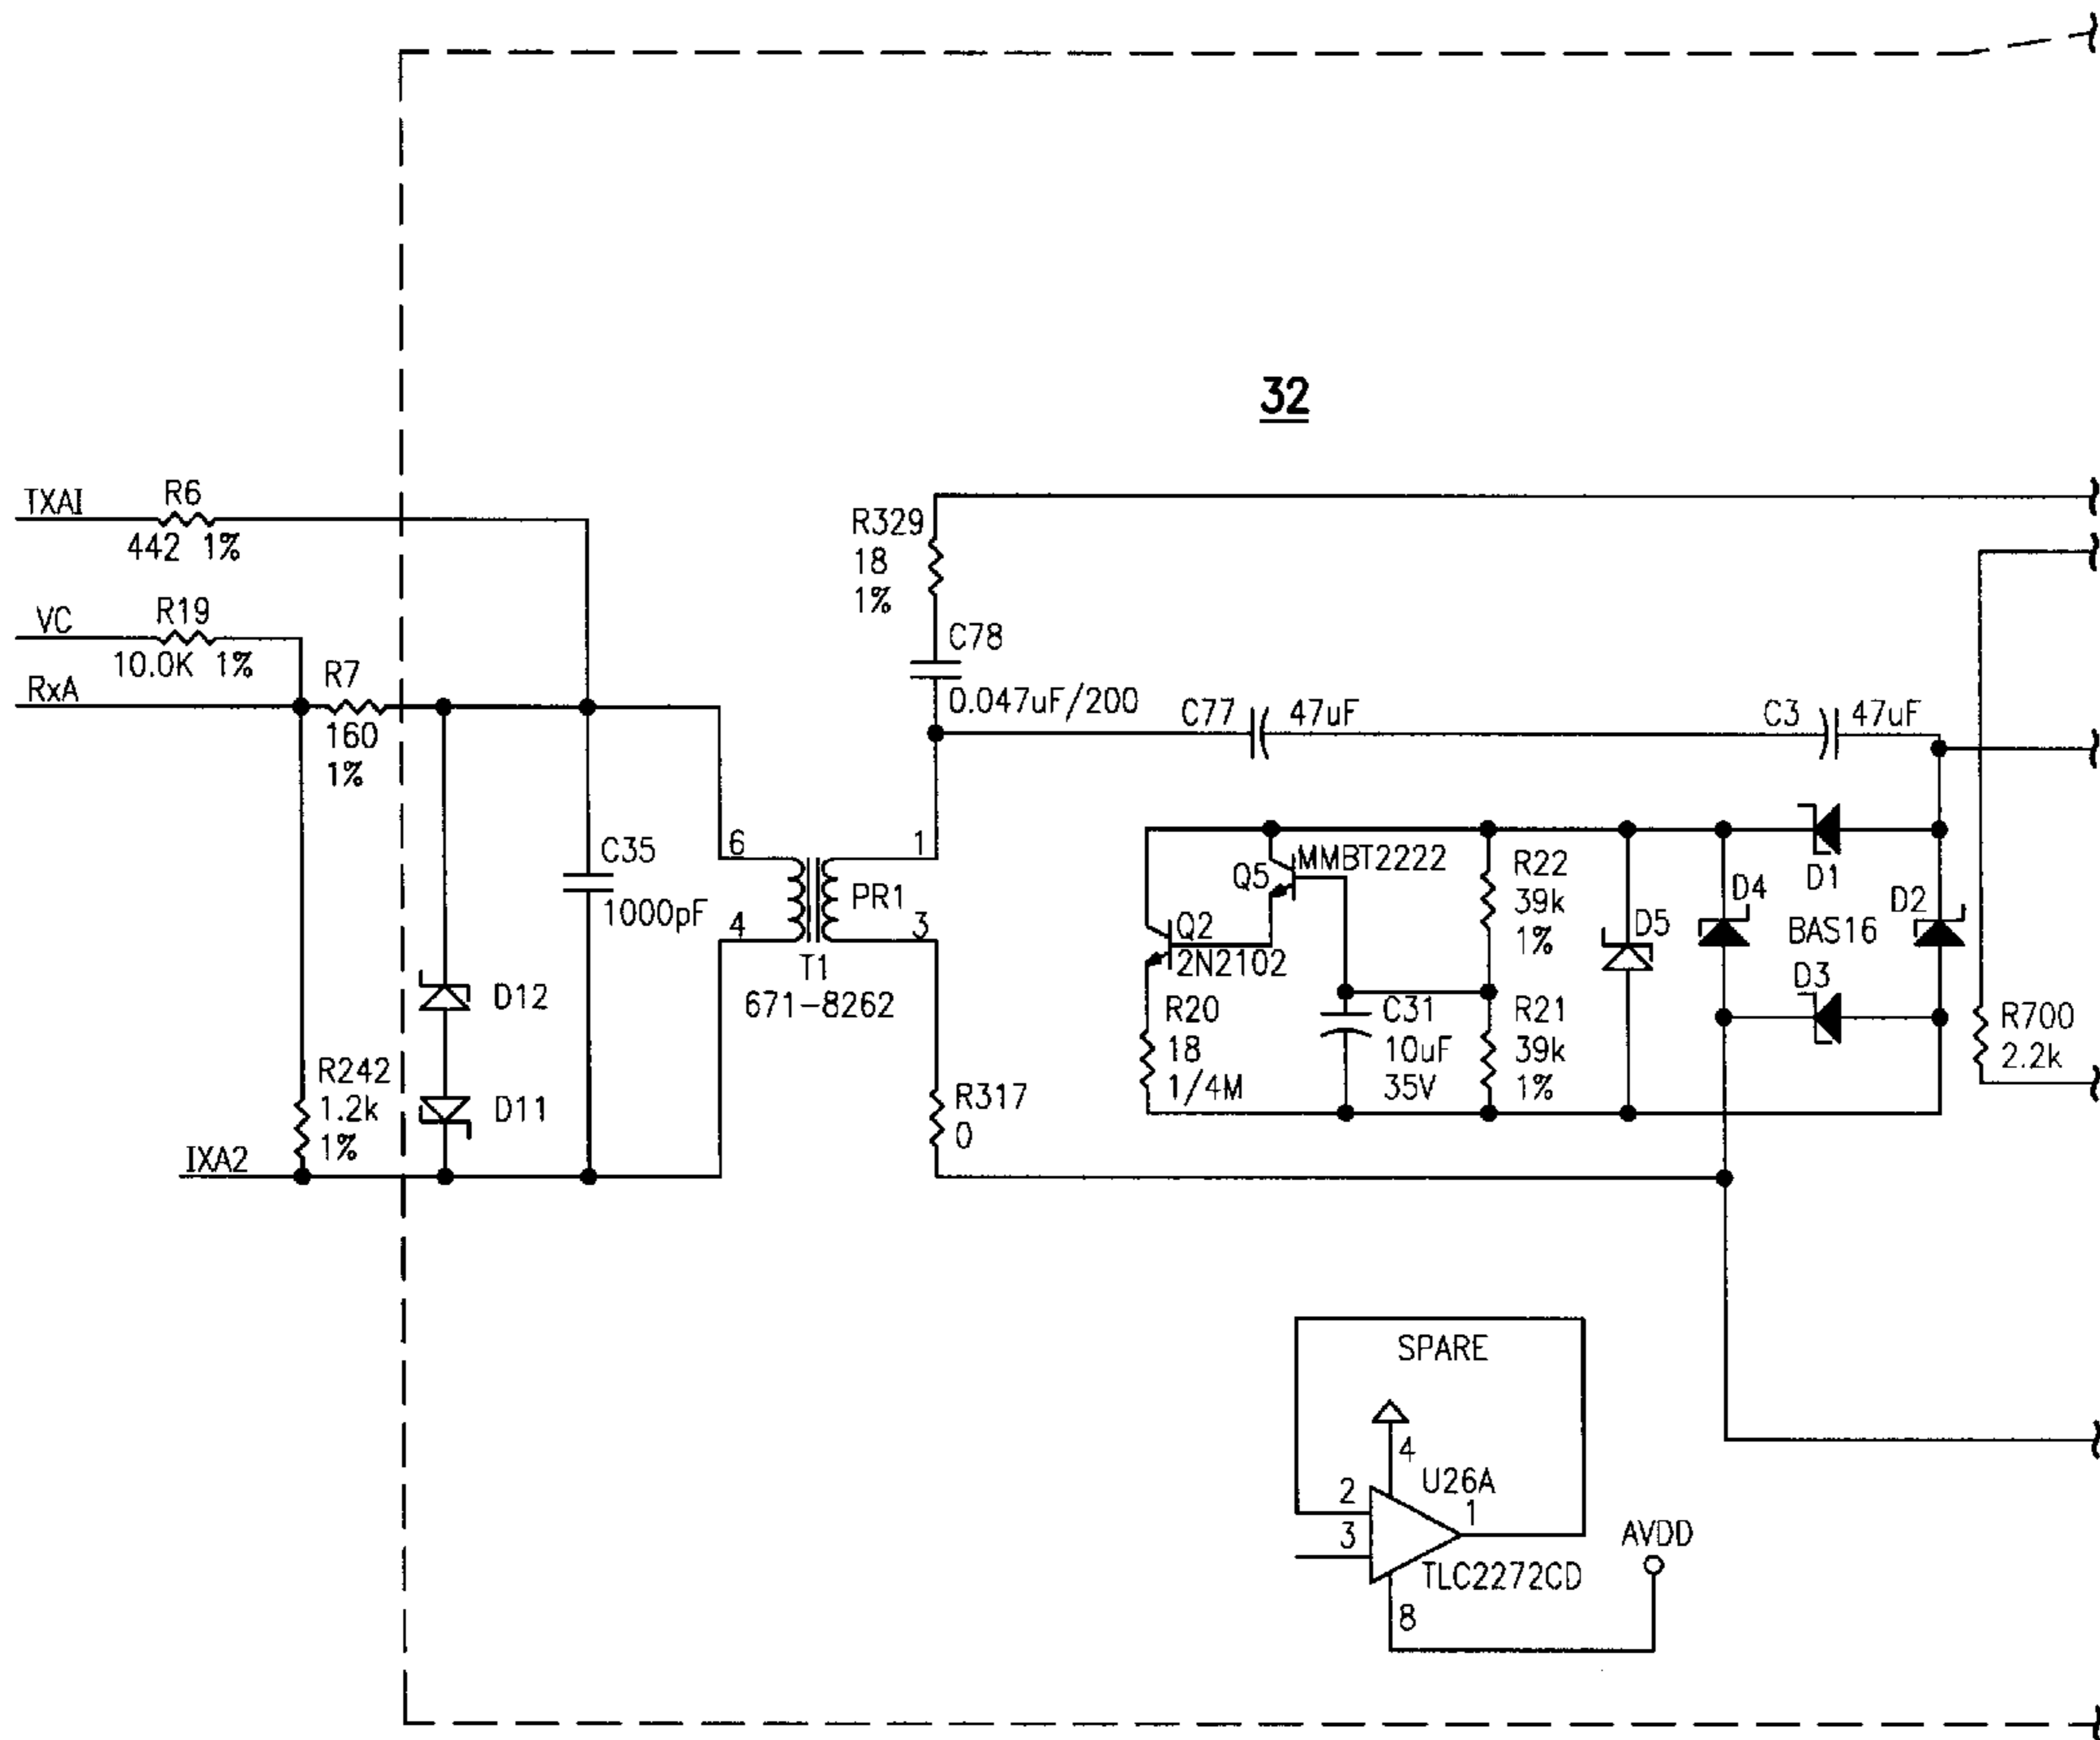 32
TXAI
R6
442 1%
VC
R19
10.0K 1%
RxA
R7
160
1%
R329
18
1%
C78
0.047uF/200
C77
47uF
C3
47uF
C35
1000pF
6
4
1
3
PR1
T1
671-8262
D12
D11
R242
1.2k
1%
IXA2
R317
0
Q5
MMBT2222
Q2
2N2102
R20
18
1/4M
C31
10uF
35V
R22
39k
1%
R21
39k
1%
D5
D4
D1
BAS16
D2
D3
R700
2.2k
SPARE
4
U26A
2
3
1
TLC2272CD
8
AVDD